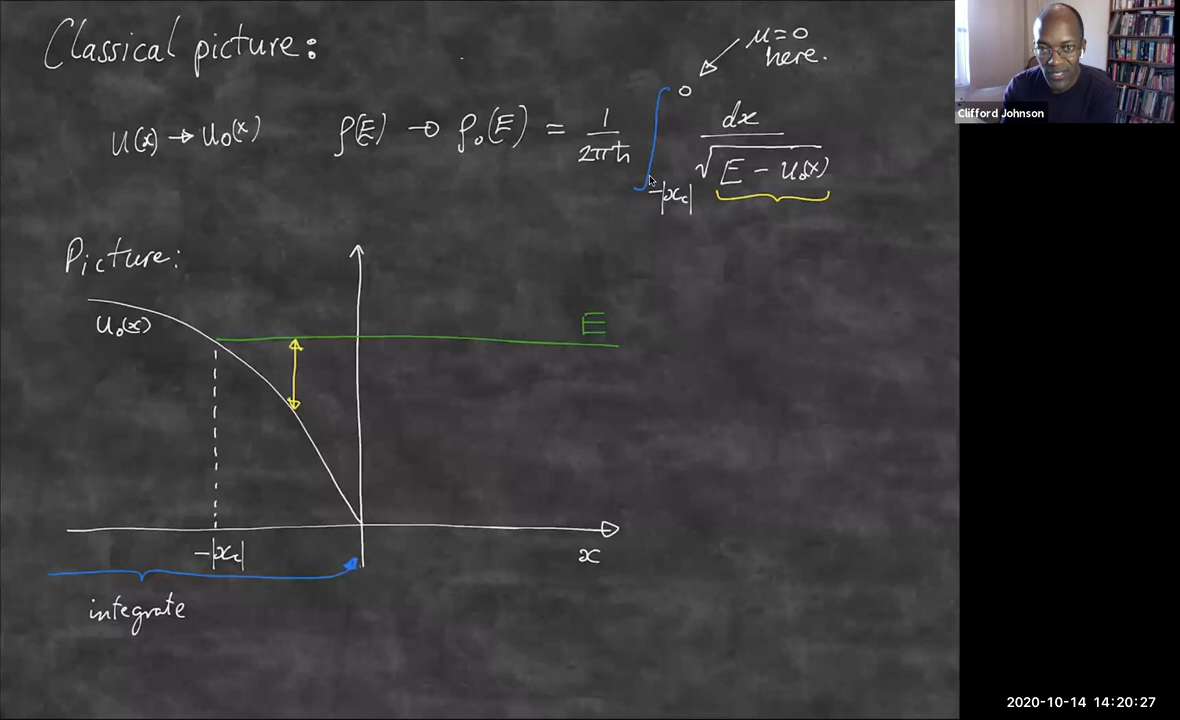 Classical picture:
μ=0
here.
u(x) → u₀(x)
ρ(E) → ρ₀(E) = 1/2πħ ∫_{-|x_c|}^{0} dx/√(E - u₀(x))
Clifford Johnson
Picture:
u₀(x)
E
-|x_c|
x
integrate
2020-10-14 14:20:27